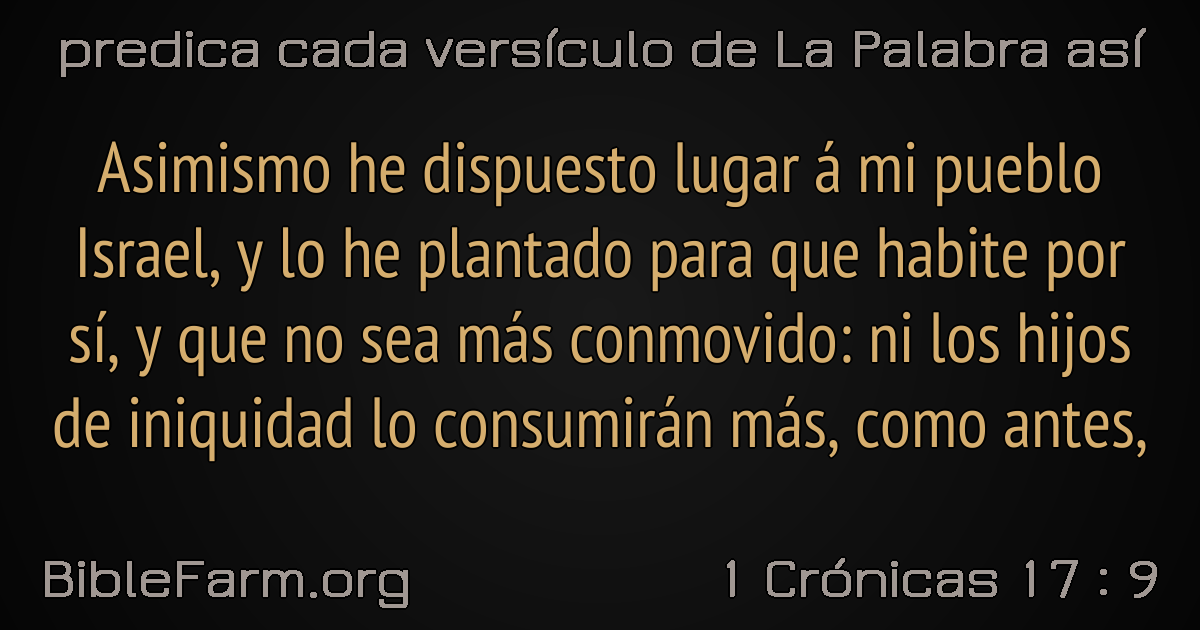 predica cada versículo de La Palabra así
Asimismo he dispuesto lugar á mi pueblo
Israel, y lo he plantado para que habite por
sí, y que no sea más conmovido: ni los hijos
de iniquidad lo consumirán más, como antes,
BibleFarm.org
1 Crónicas 17 : 9